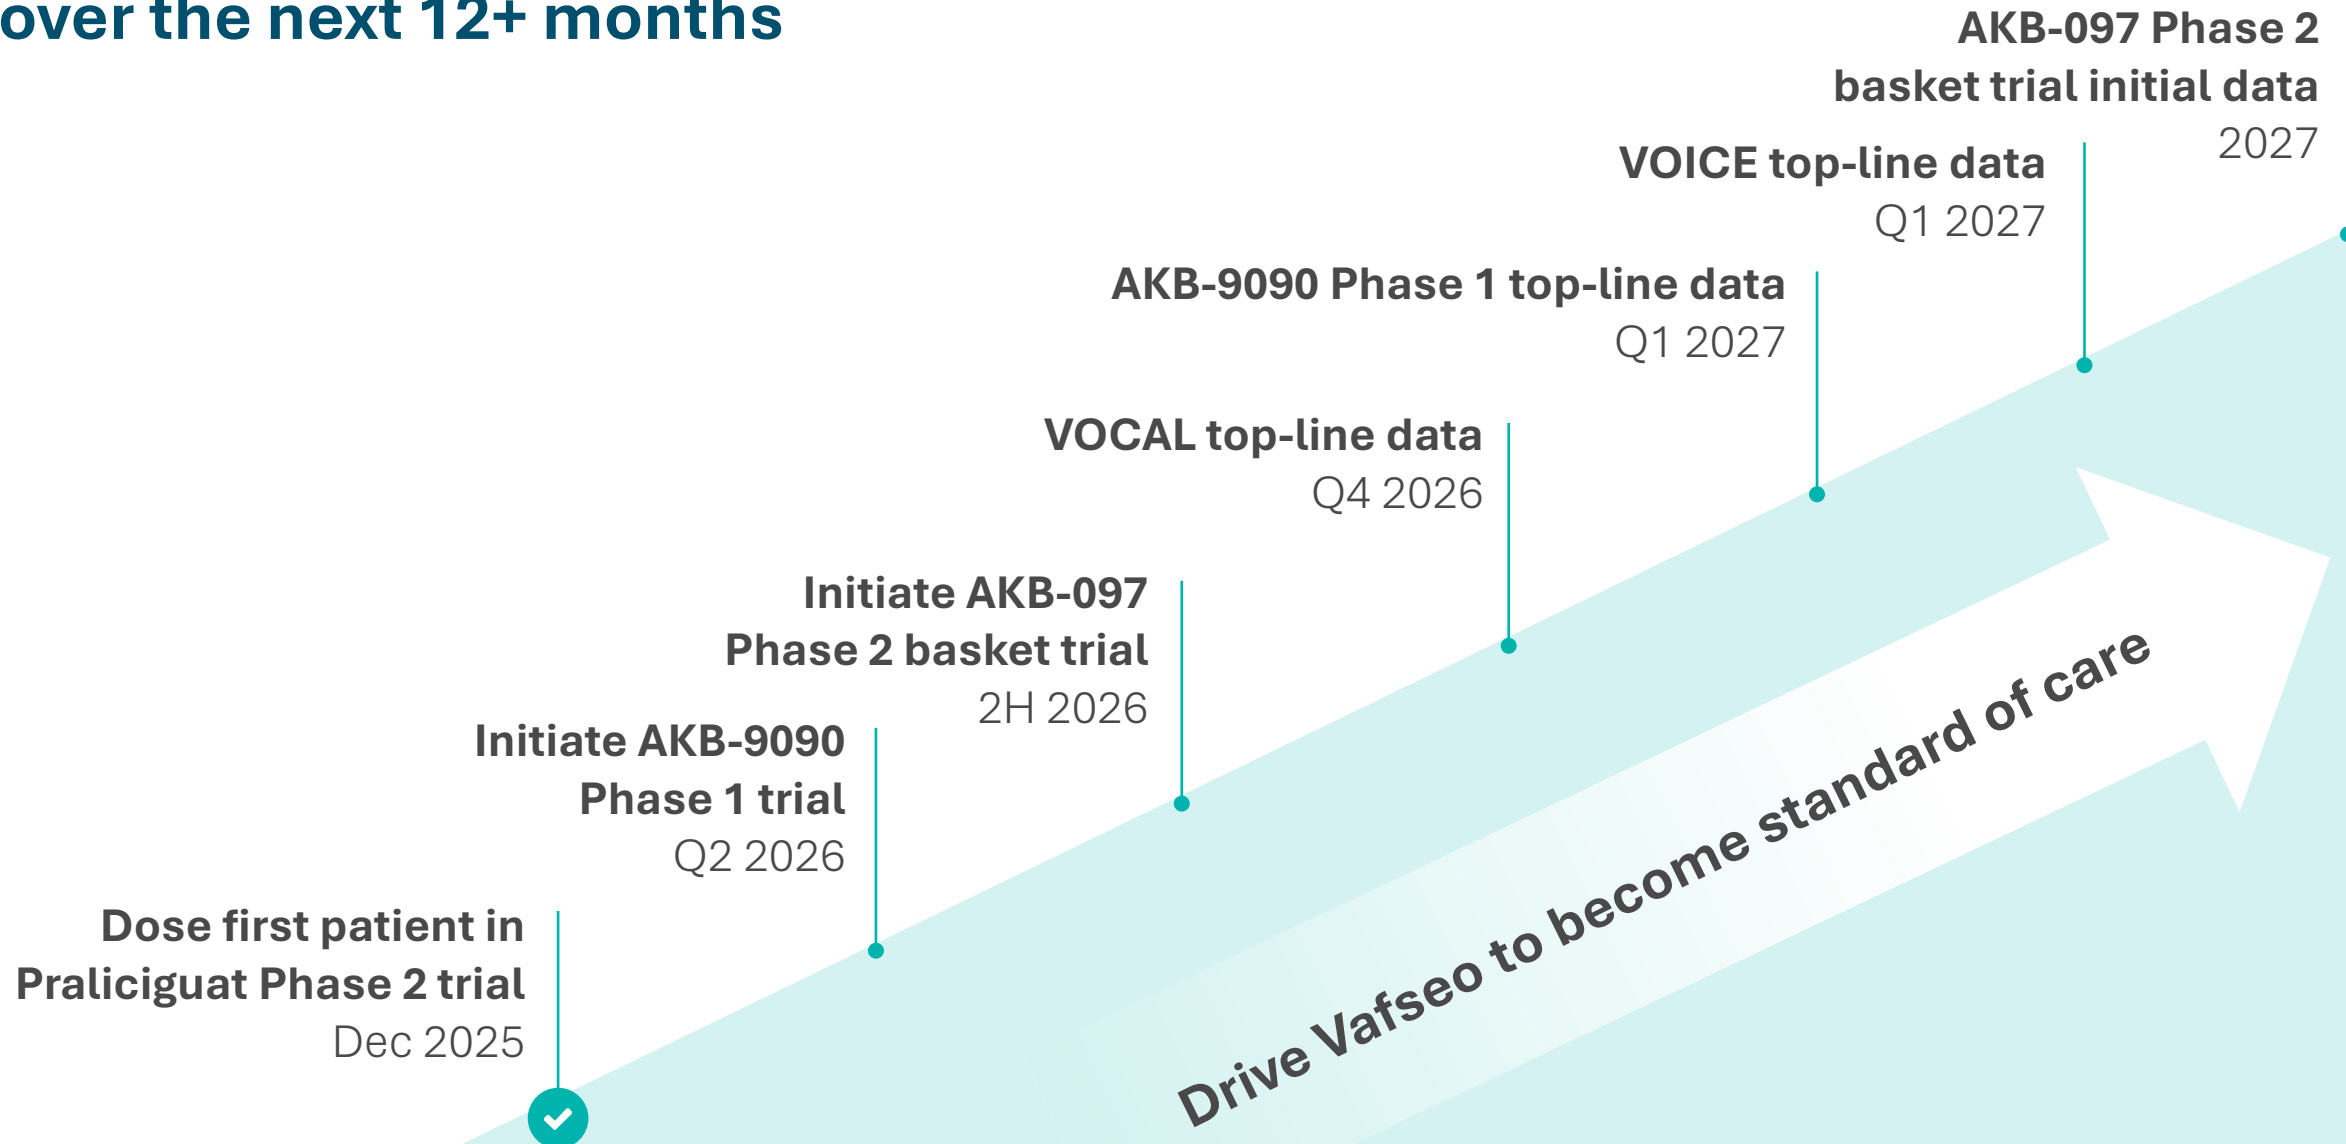 over the next 12+ months
AKB-097 Phase 2
basket trial initial data
2027
VOICE top-line data
Q1 2027
AKB-9090 Phase 1 top-line data
Q1 2027
VOCAL top-line data
Q4 2026
Initiate AKB-097
Phase 2 basket trial
2H 2026
Initiate AKB-9090
Phase 1 trial
Q2 2026
Dose first patient in
Praliciguat Phase 2 trial
Dec 2025
Drive Vafseo to become standard of care